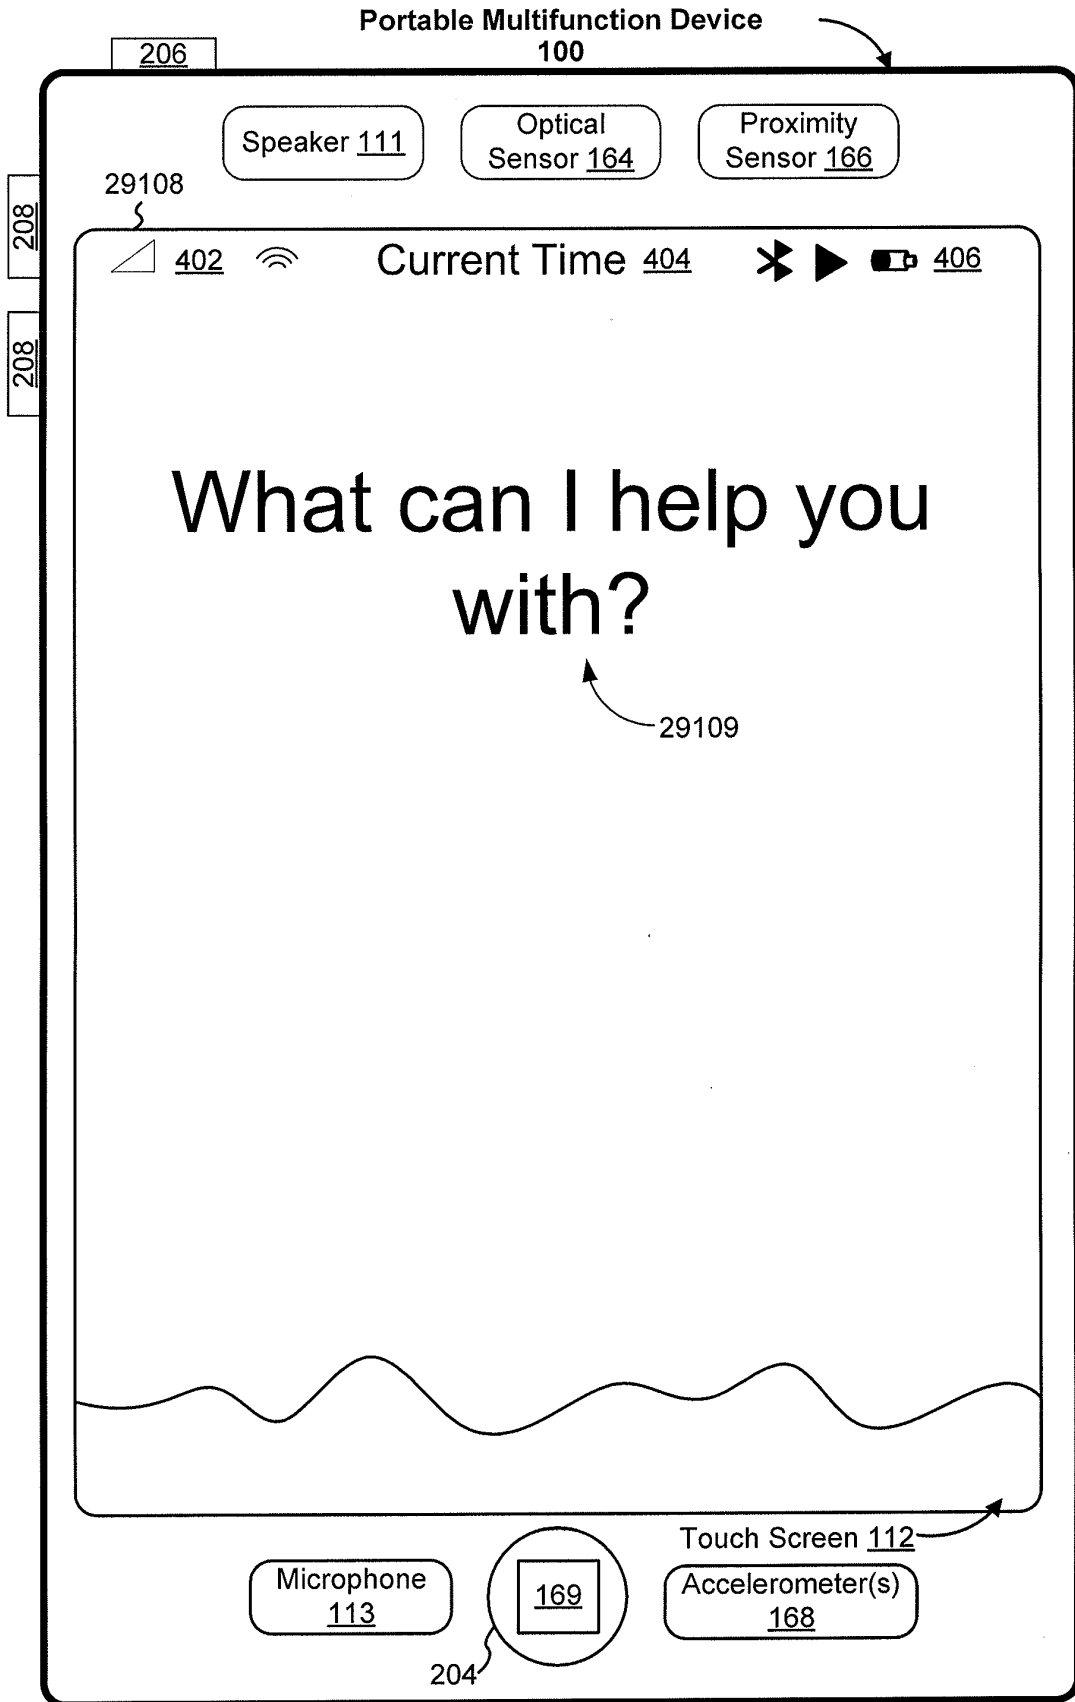 Portable Multifunction Device
100
206
Speaker 111
Optical
Sensor 164
Proximity
Sensor 166
29108
208
402
Current Time 404
406
208
What can I help you
with?
29109
Touch Screen 112
Microphone
113
169
Accelerometer(s)
168
204